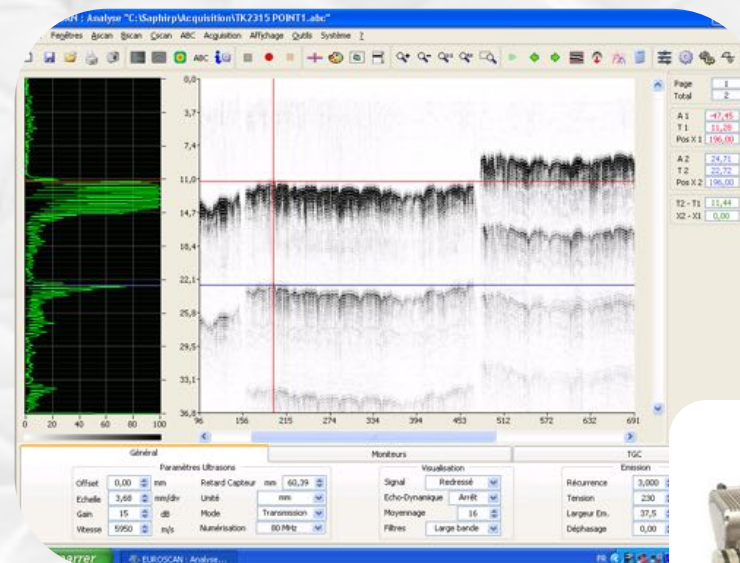 : Analyse "C:\Saphirp\Acquisition\TK2315 POINT1.abc"
Fenêtres Ascan Bscan Cscan ABC Acquisition Affichage Outils Système ?
ABC
0,0
3,7
7,4
11,0
14,7
18,4
22,1
25,8
29,5
33,1
36,8
0 20 40 60 80 100
96 156 215 274 334 394 453 512 572 632 691
Page 1
Total 2
A 1 -47,45
T 1 11,28
Pos X 1 196,00
A 2 24,71
T 2 22,72
Pos X 2 196,00
T2 - T1 11,44
X2 - X1 0,00
Général Moniteurs TGC
Paramètres Ultrasons Visualisation Emission
Offset 0,00 mm Retard Capteur mm 60,39 Signal Redressé Récurrence 3,000
Echelle 3,68 mm/div Unité mm Echo-Dynamique Arrêt Tension 230
Gain 15 dB Mode Transmission Moyennage 16 Largeur Em. 37,5
Vitesse 5950 m/s Numérisation 80 MHz Filtres Large bande Déphasage 0,00
EUROSCAN : Analyse...
FR